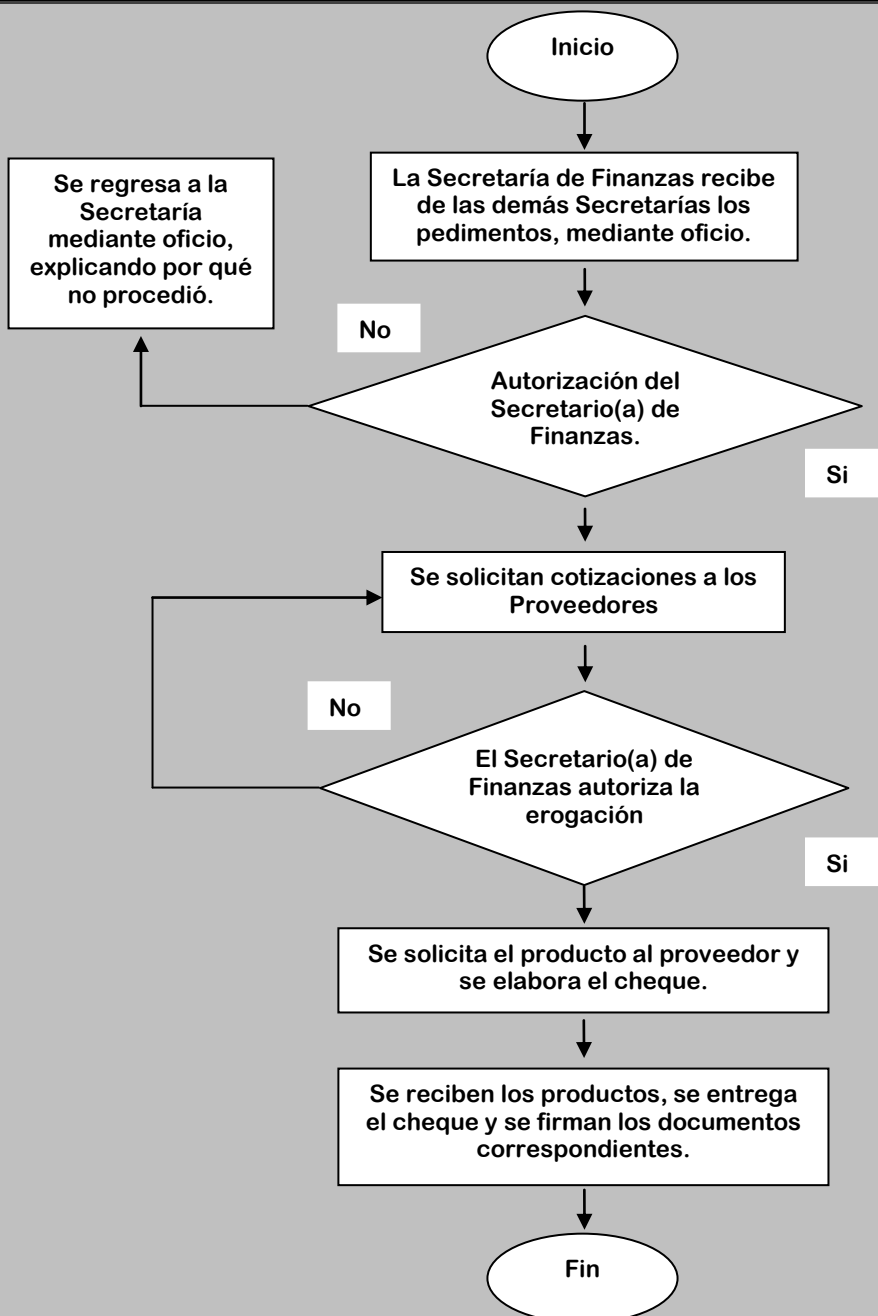 Inicio
La Secretaría de Finanzas recibe
de las demás Secretarías los
pedimentos, mediante oficio.
Se regresa a la
Secretaría
mediante oficio,
explicando por qué
no procedió.
No
Autorización del
Secretario(a) de
Finanzas.
Si
Se solicitan cotizaciones a los
Proveedores
No
El Secretario(a) de
Finanzas autoriza la
erogación
Si
Se solicita el producto al proveedor y
se elabora el cheque.
Se reciben los productos, se entrega
el cheque y se firman los documentos
correspondientes.
Fin